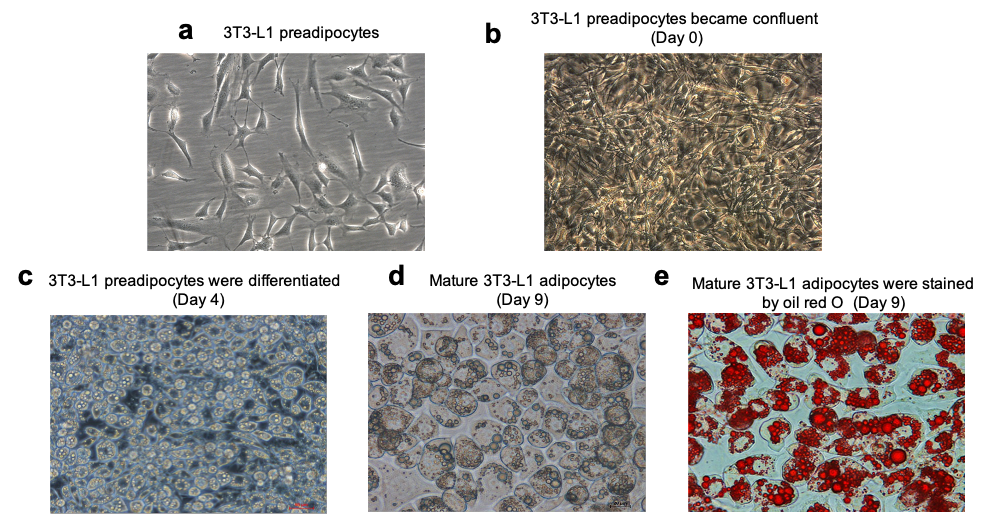 a
3T3-L1 preadipocytes
b
3T3-L1 preadipocytes became confluent
(Day 0)
c
3T3-L1 preadipocytes were differentiated
(Day 4)
d
Mature 3T3-L1 adipocytes
(Day 9)
e
Mature 3T3-L1 adipocytes were stained
by oil red O (Day 9)